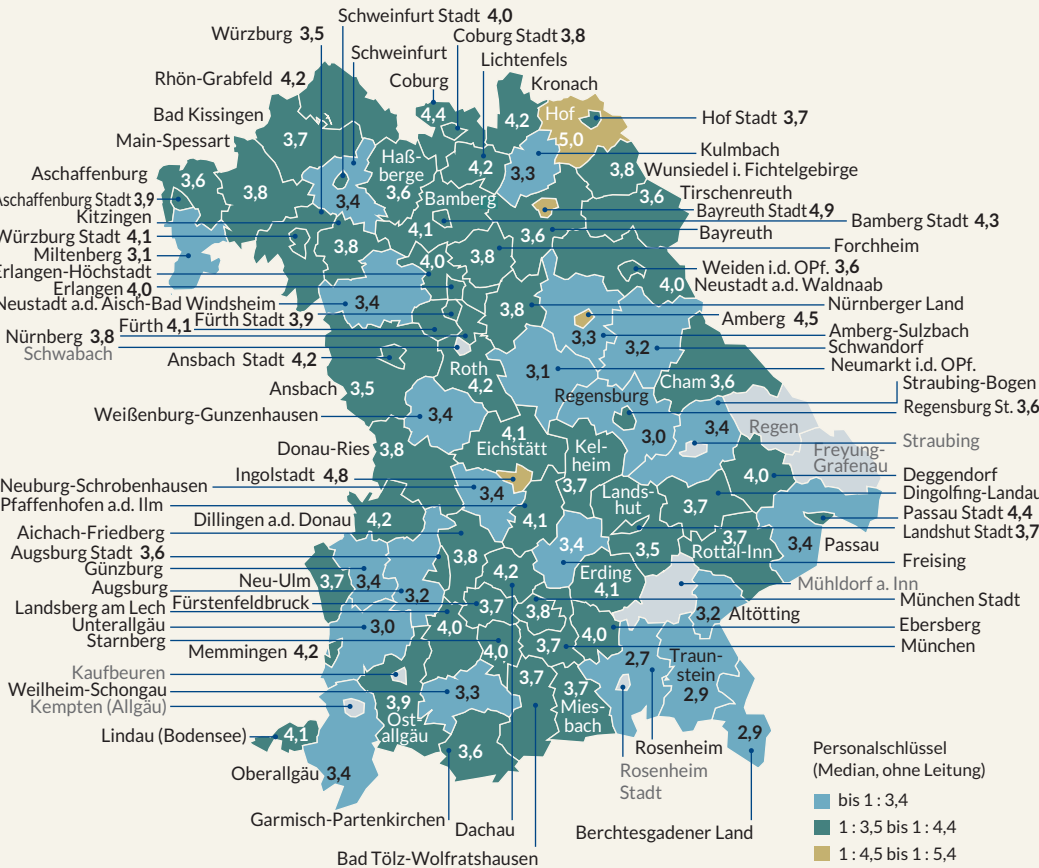 Schweinfurt Stadt 4,0
Würzburg 3,5
Coburg Stadt 3,8
Schweinfurt
Lichtenfels
Rhön-Grabfeld 4,2
Coburg
Kronach
Bad Kissingen
4,4
4,2
Hof
Hof Stadt 3,7
Main-Spessart
3,7
5,0
Kulmbach
Haß-
berge
3,6
4,2
3,3
3,8
Wunsiedel i. Fichtelgebirge
Aschaffenburg
3,6
3,8
3,4
3,6
Tirschenreuth
Aschaffenburg Stadt 3,9
Bamberg
Bayreuth Stadt 4,9
Bamberg Stadt 4,3
Kitzingen
4,1
3,6
Bayreuth
Würzburg Stadt 4,1
3,8
Forchheim
Miltenberg 3,1
4,0
3,8
Weiden i.d. OPf. 3,6
Erlangen-Höchstadt
4,0
Neustadt a.d. Waldnaab
Erlangen 4,0
Neustadt a.d. Aisch-Bad Windsheim
3,4
3,8
Nürnberger Land
Fürth 4,1
Fürth Stadt 3,9
Amberg 4,5
Nürnberg 3,8
3,3
Amberg-Sulzbach
Schwabach
3,2
Schwandorf
Ansbach Stadt 4,2
Roth
4,2
3,1
Neumarkt i.d. OPf.
Ansbach
3,5
Regensburg
Cham 3,6
Straubing-Bogen
Weißenburg-Gunzenhausen
3,4
Regensburg St. 3,6
4,1
Eichstätt
3,0
3,4
Regen
Straubing
Donau-Ries
3,8
Kel-
heim
3,7
Freyung-
Grafenau
Ingolstadt 4,8
4,0
Deggendorf
Neuburg-Schrobenhausen
3,4
Lands-
hut
3,7
Dingolfing-Landau
Pfaffenhofen a.d. Ilm
4,1
Passau Stadt 4,4
Dillingen a.d. Donau
4,2
Landshut Stadt 3,7
Aichach-Friedberg
3,4
3,5
3,7
Rottal-Inn
3,4
Passau
Augsburg Stadt 3,6
3,8
Freising
Günzburg
Neu-Ulm
3,7
3,4
4,2
Erding
4,1
Mühldorf a. Inn
Augsburg
3,2
Landsberg am Lech
Fürstenfeldbruck
3,7
3,8
München Stadt
3,2
Altötting
Unterallgäu
3,0
4,0
4,0
Ebersberg
Starnberg
4,0
3,7
München
Memmingen 4,2
2,7
Traun-
stein
2,9
Kaufbeuren
3,7
3,7
Mies-
bach
Weilheim-Schongau
3,3
Kempten (Allgäu)
3,9
Ost-
allgäu
2,9
Lindau (Bodensee)
4,1
3,6
Rosenheim
Oberallgäu 3,4
Rosenheim
Stadt
Garmisch-Partenkirchen
Dachau
Berchtesgadener Land
Bad Tölz-Wolfratshausen
Personalschlüssel
(Median, ohne Leitung)
bis 1 : 3,4
1 : 3,5 bis 1 : 4,4
1 : 4,5 bis 1 : 5,4